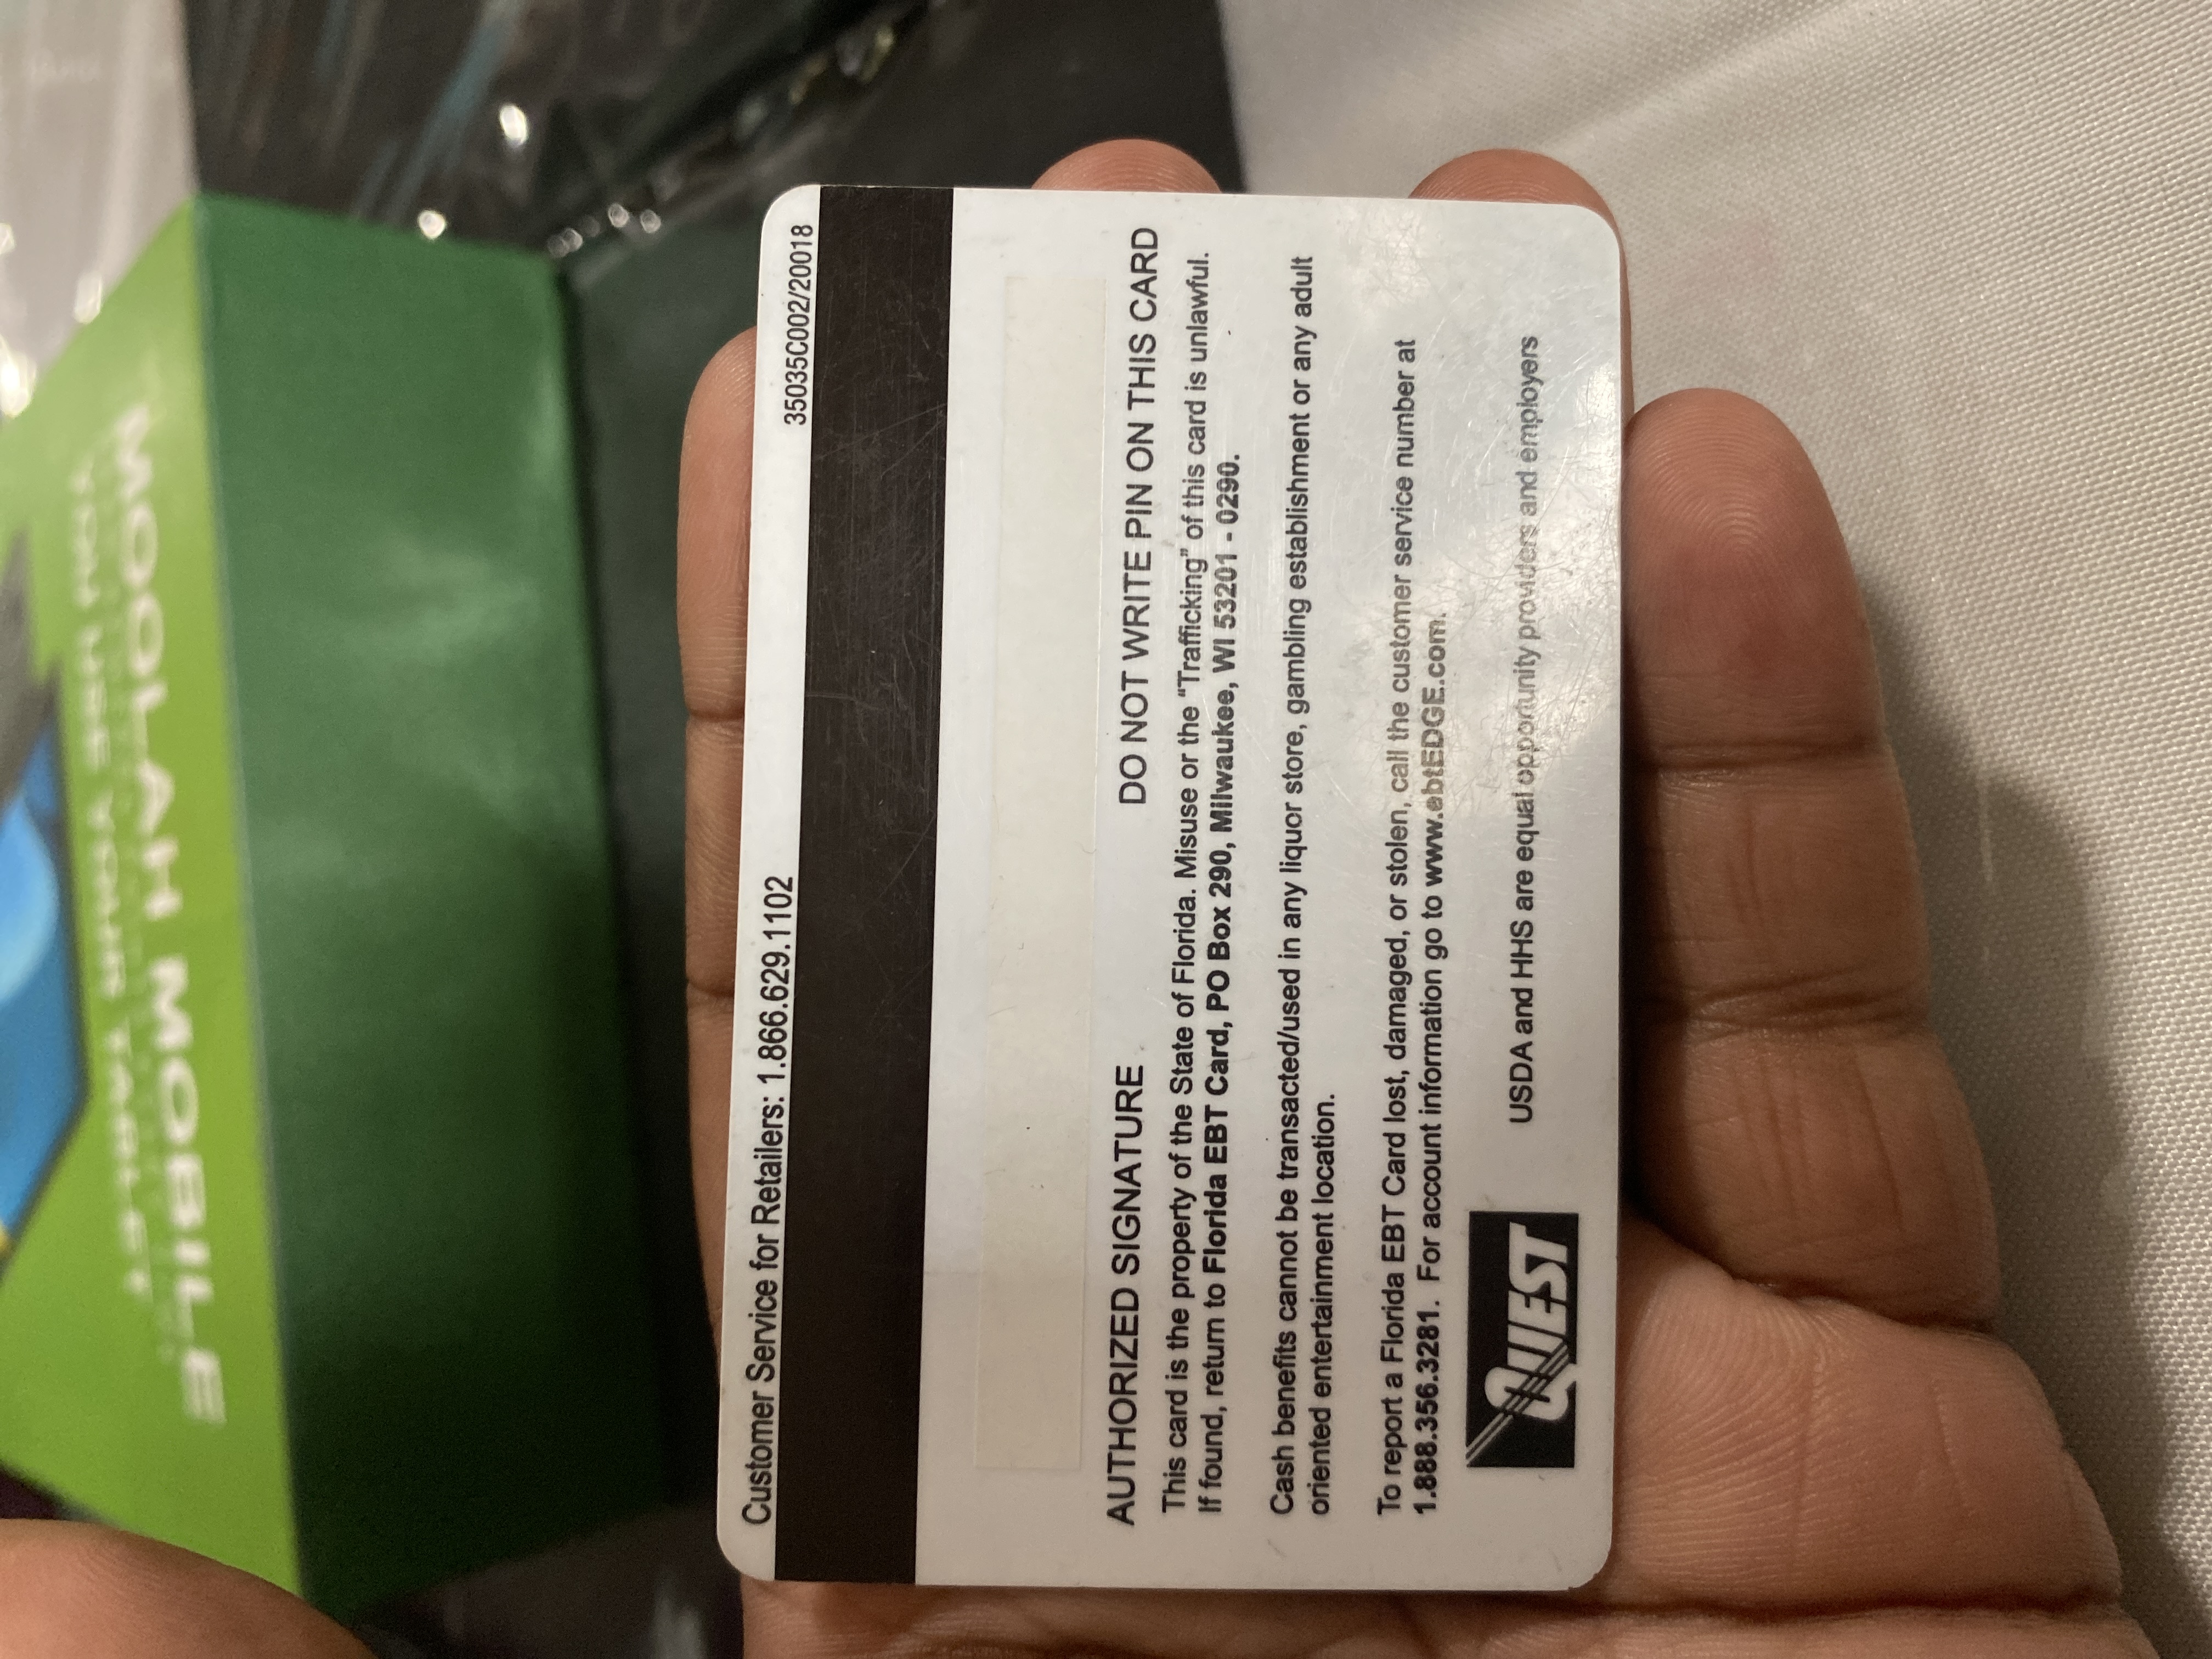 Customer Service for Retailers: 1.866.629.1102 35035C002/20018
AUTHORIZED SIGNATURE DO NOT WRITE PIN ON THIS CARD
This card is the property of the State of Florida. Misuse or the "Trafficking" of this card is unlawful.
If found, return to Florida EBT Card, PO Box 290, Milwaukee, WI 53201 - 0290.
Cash benefits cannot be transacted/used in any liquor store, gambling establishment or any adult
oriented entertainment location.
To report a Florida EBT Card lost, damaged, or stolen, call the customer service number at
1.888.356.3281. For account information go to www.ebtEDGE.com.
QUEST
USDA and HHS are equal opportunity providers and employers
MOOLAH MOBILE
YOU USE YOUR TABLET